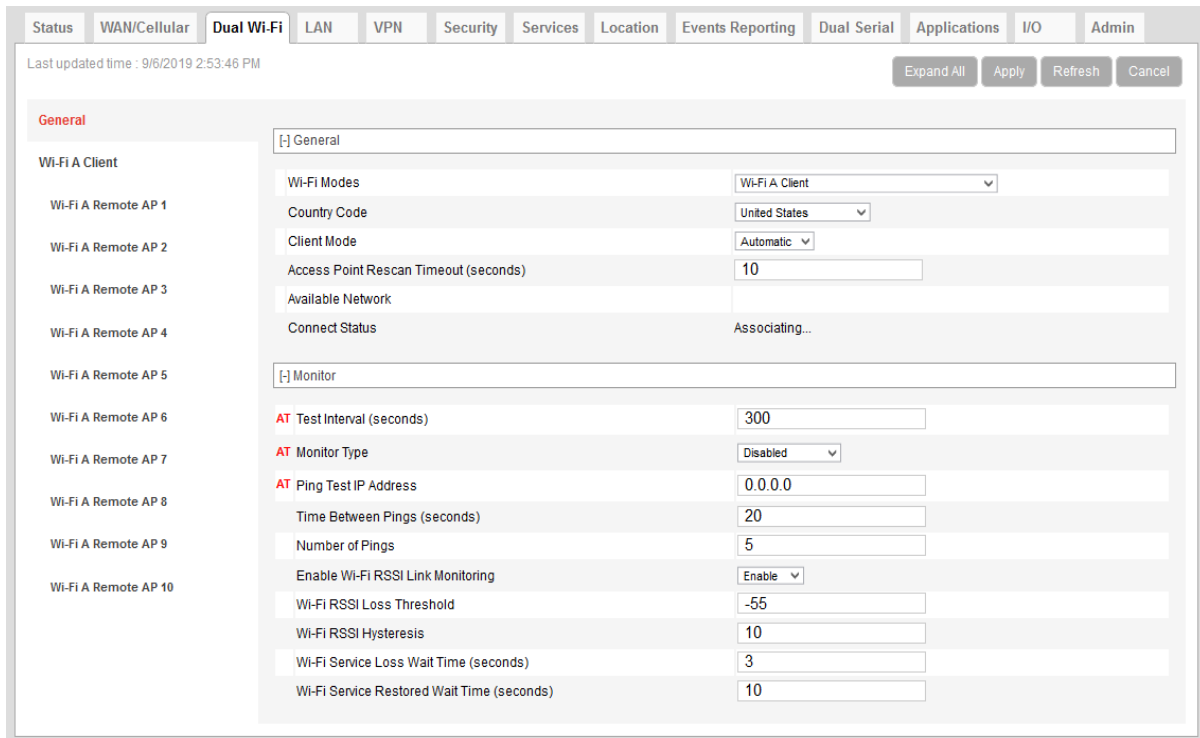 Status WAN/Cellular Dual Wi-Fi LAN VPN Security Services Location Events Reporting Dual Serial Applications I/O Admin
Last updated time : 9/6/2019 2:53:46 PM
Expand All Apply Refresh Cancel
General
Wi-Fi A Client
Wi-Fi A Remote AP 1
Wi-Fi A Remote AP 2
Wi-Fi A Remote AP 3
Wi-Fi A Remote AP 4
Wi-Fi A Remote AP 5
Wi-Fi A Remote AP 6
Wi-Fi A Remote AP 7
Wi-Fi A Remote AP 8
Wi-Fi A Remote AP 9
Wi-Fi A Remote AP 10
[-] General
Wi-Fi Modes Wi-Fi A Client
Country Code United States
Client Mode Automatic
Access Point Rescan Timeout (seconds) 10
Available Network
Connect Status Associating...
[-] Monitor
AT Test Interval (seconds) 300
AT Monitor Type Disabled
AT Ping Test IP Address 0.0.0.0
Time Between Pings (seconds) 20
Number of Pings 5
Enable Wi-Fi RSSI Link Monitoring Enable
Wi-Fi RSSI Loss Threshold -55
Wi-Fi RSSI Hysteresis 10
Wi-Fi Service Loss Wait Time (seconds) 3
Wi-Fi Service Restored Wait Time (seconds) 10